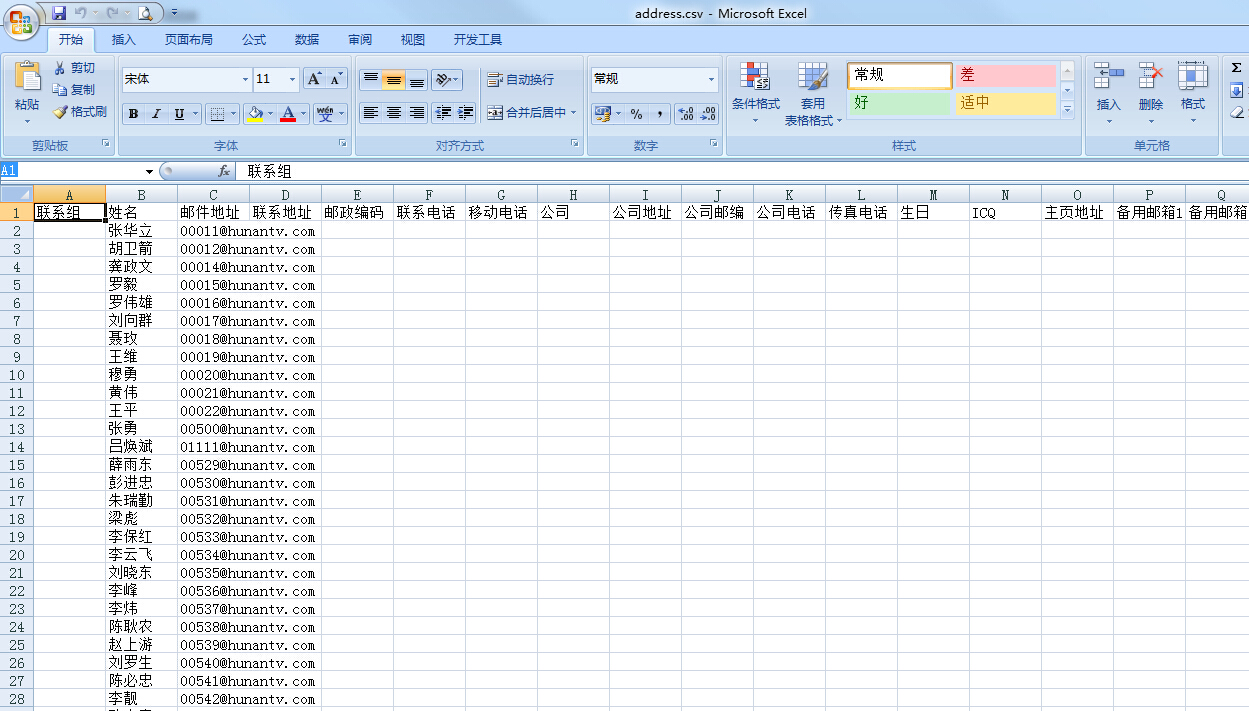 address.csv - Microsoft Excel
开始 插入 页面布局 公式 数据 审阅 视图 开发工具
粘贴 剪切 复制 格式刷 剪贴板
宋体 11 A A B I U A wén 字体
自动换行 合并后居中 对齐方式
常规 % , .0 .00 .00 .0 数字
条件格式 套用 表格格式 常规 差 好 适中 样式
插入 删除 格式 单元格 Σ
A1 fx 联系组
A B C D E F G H I J K L M N O P Q
1 联系组 姓名 邮件地址 联系地址 邮政编码 联系电话 移动电话 公司 公司地址 公司邮编 公司电话 传真电话 生日 ICQ 主页地址 备用邮箱1 备用邮箱
2 张华立 00011@hunantv.com
3 胡卫箭 00012@hunantv.com
4 龚政文 00014@hunantv.com
5 罗毅 00015@hunantv.com
6 罗伟雄 00016@hunantv.com
7 刘向群 00017@hunantv.com
8 聂玫 00018@hunantv.com
9 王维 00019@hunantv.com
10 穆勇 00020@hunantv.com
11 黄伟 00021@hunantv.com
12 王平 00022@hunantv.com
13 张勇 00500@hunantv.com
14 吕焕斌 01111@hunantv.com
15 薛雨东 00529@hunantv.com
16 彭进忠 00530@hunantv.com
17 朱瑞勤 00531@hunantv.com
18 梁彪 00532@hunantv.com
19 李保红 00533@hunantv.com
20 李云飞 00534@hunantv.com
21 刘晓东 00535@hunantv.com
22 李峰 00536@hunantv.com
23 李炜 00537@hunantv.com
24 陈耿农 00538@hunantv.com
25 赵上游 00539@hunantv.com
26 刘罗生 00540@hunantv.com
27 陈必忠 00541@hunantv.com
28 李靓 00542@hunantv.com